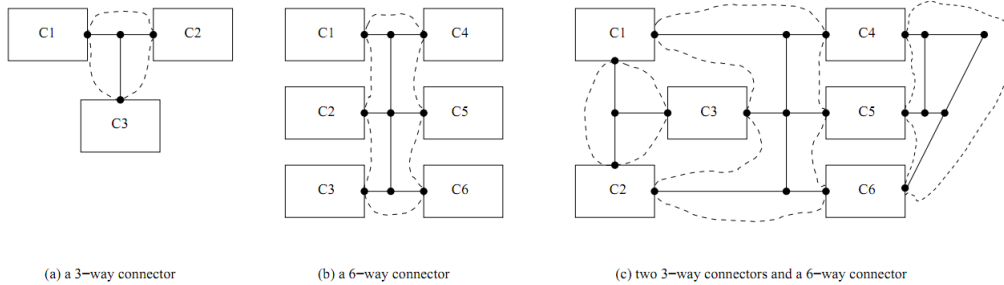 C1
C2
C3
(a) a 3−way connector
C1
C4
C2
C5
C3
C6
(b) a 6−way connector
C1
C4
C3
C5
C2
C6
(c) two 3−way connectors and a 6−way connector